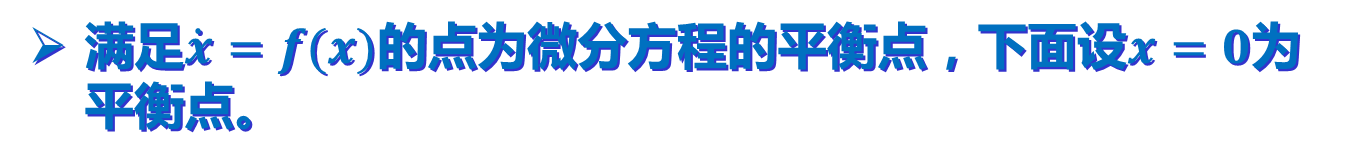 ➢ 满足ẋ = f(x)的点为微分方程的平衡点，下面设x = 0为
平衡点。